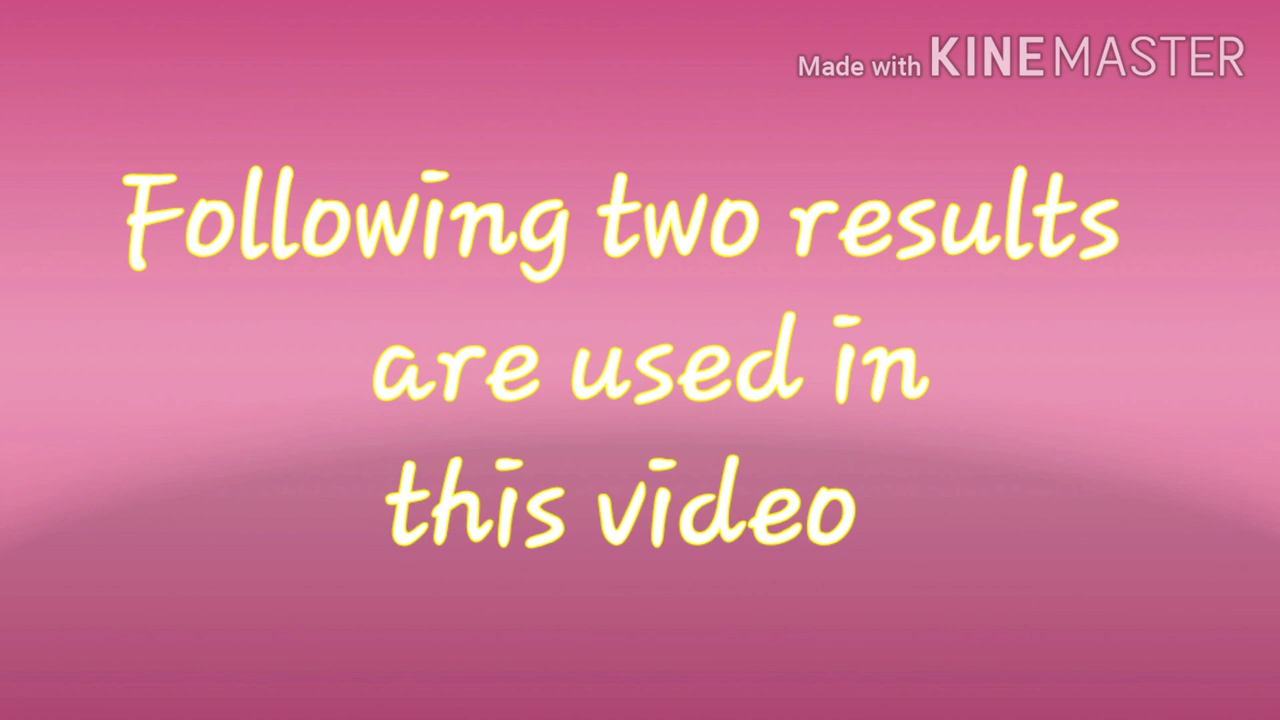 Made with KINEMASTER
Following two results
are used in
this video